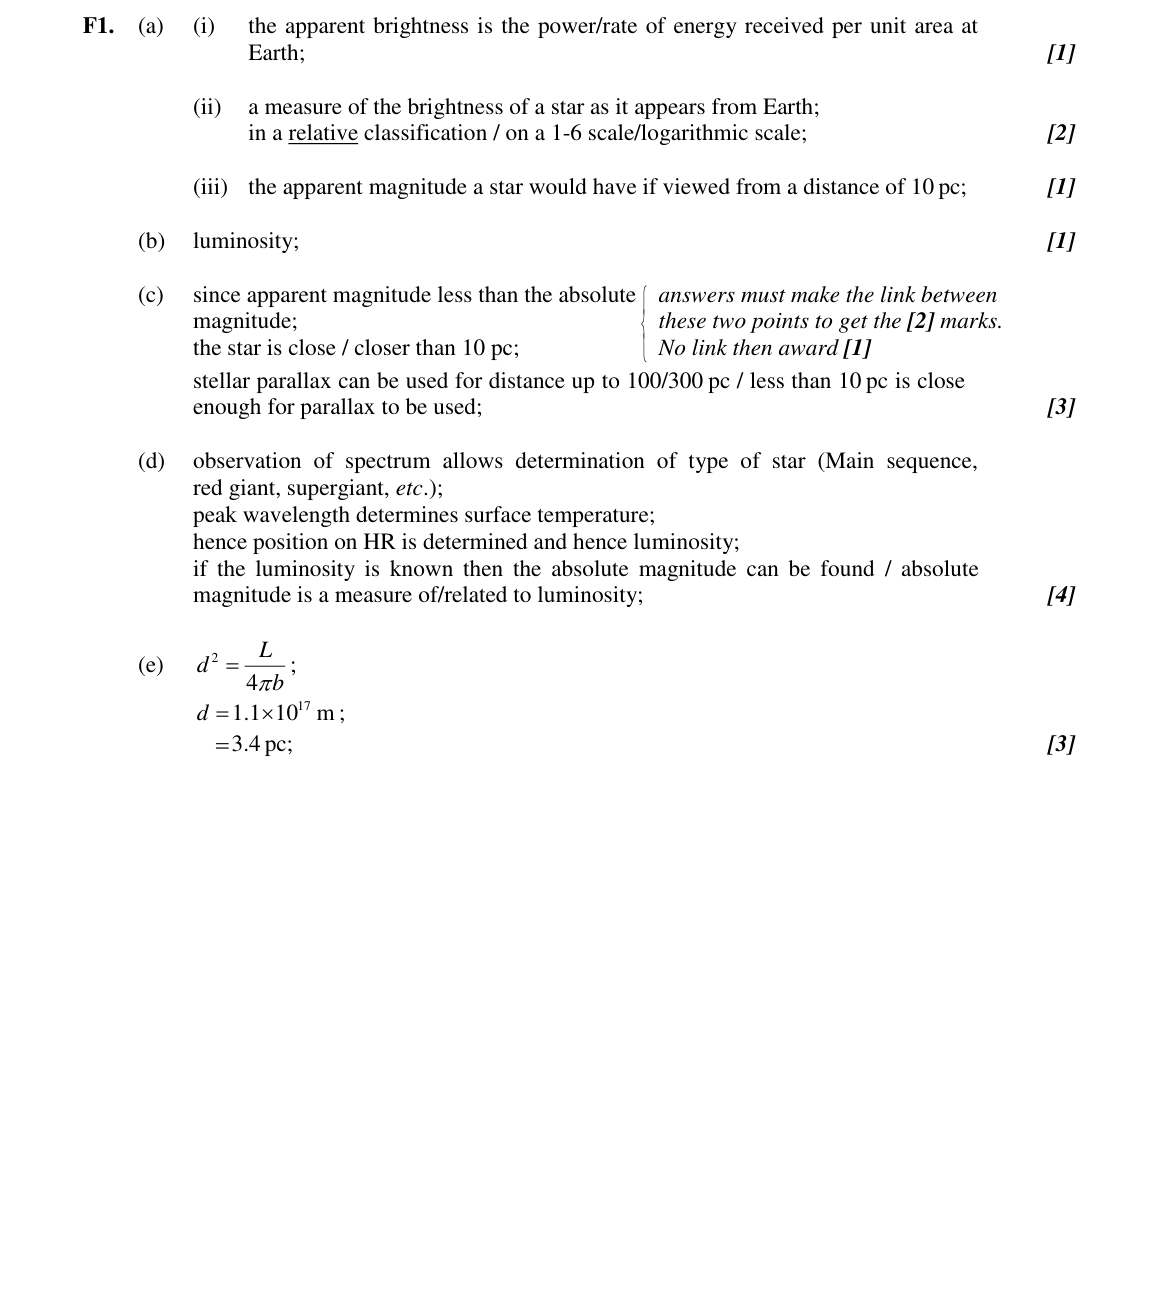 F1. (a) (i) the apparent brightness is the power/rate of energy received per unit area at
Earth; [1]
(ii) a measure of the brightness of a star as it appears from Earth;
in a relative classification / on a 1-6 scale/logarithmic scale; [2]
(iii) the apparent magnitude a star would have if viewed from a distance of 10 pc; [1]
(b) luminosity; [1]
(c) since apparent magnitude less than the absolute
magnitude;
the star is close / closer than 10 pc;
answers must make the link between
these two points to get the [2] marks.
No link then award [1]
stellar parallax can be used for distance up to 100/300 pc / less than 10 pc is close
enough for parallax to be used; [3]
(d) observation of spectrum allows determination of type of star (Main sequence,
red giant, supergiant, etc.);
peak wavelength determines surface temperature;
hence position on HR is determined and hence luminosity;
if the luminosity is known then the absolute magnitude can be found / absolute
magnitude is a measure of/related to luminosity; [4]
(e) d² = L / 4πb ;
d = 1.1×10¹⁷ m ;
= 3.4 pc; [3]